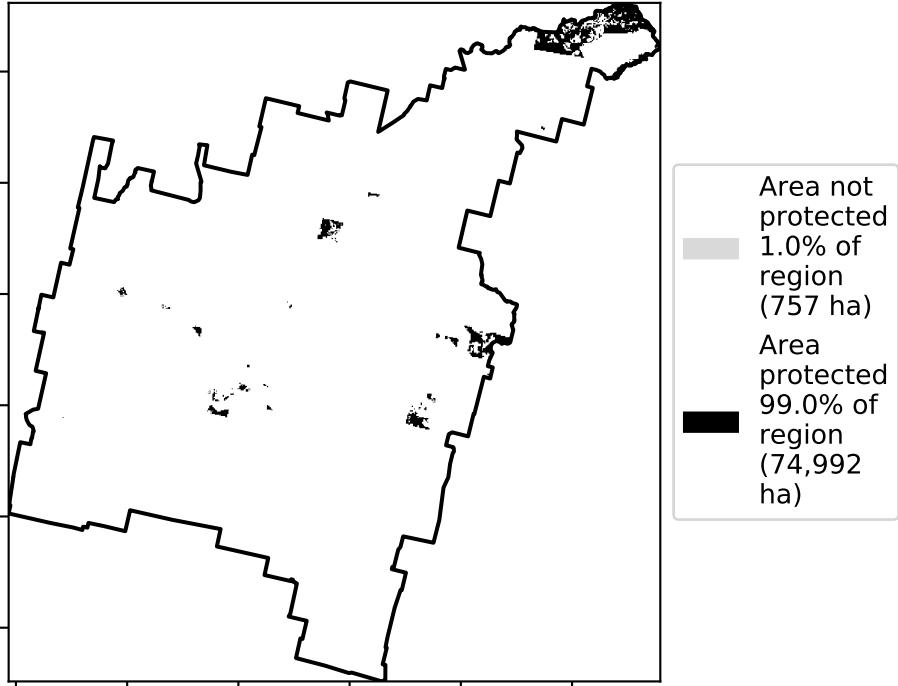 Area not
protected
1.0% of
region
(757 ha)
Area
protected
99.0% of
region
(74,992
ha)